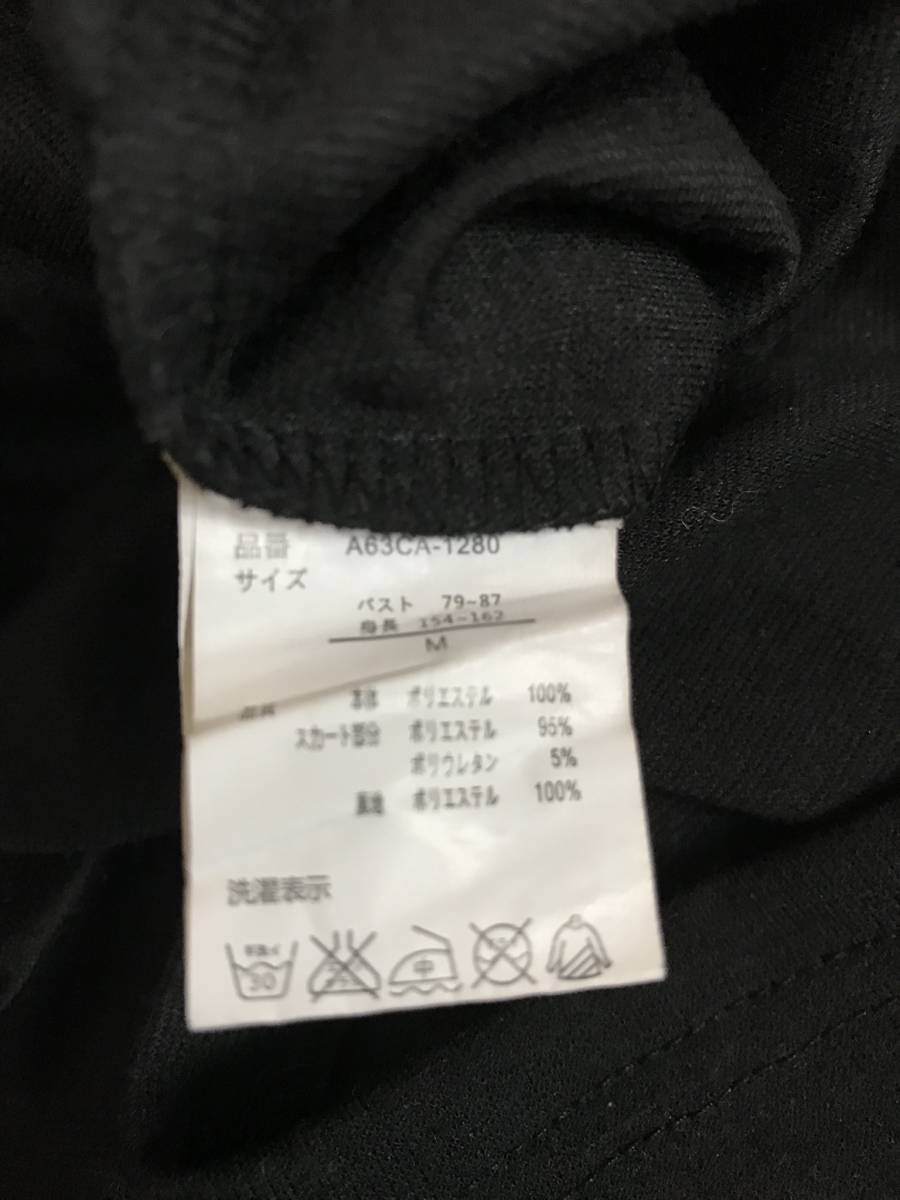 品番 A63CA-1280
サイズ
バスト 79-87
身長 154-162
M
本体 ポリエステル 100%
スカート部分 ポリエステル 95%
ポリウレタン 5%
裏地 ポリエステル 100%
洗濯表示
30 中